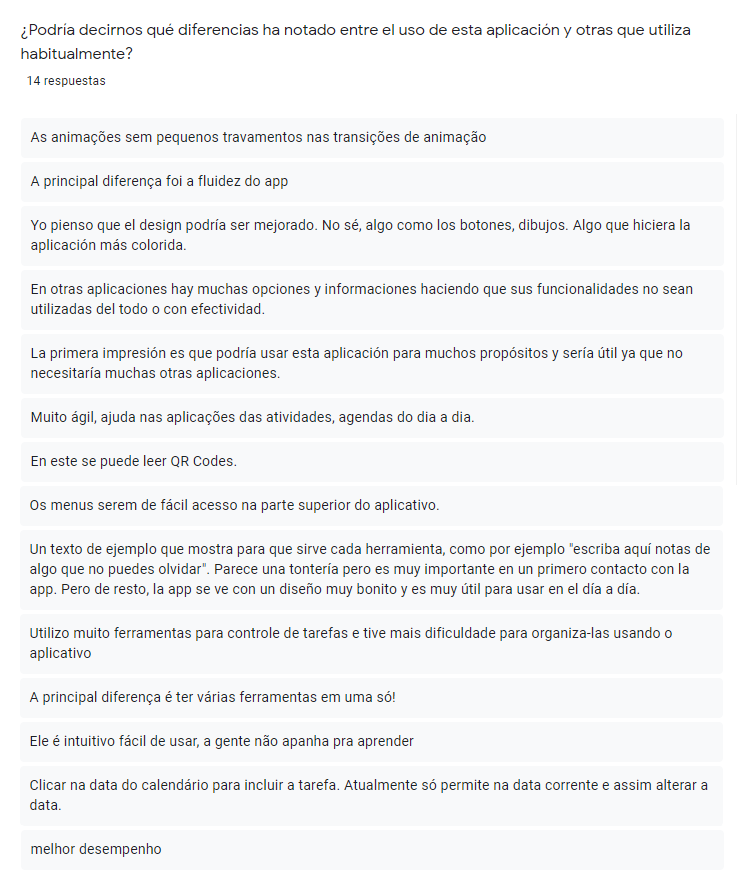 ¿Podría decirnos qué diferencias ha notado entre el uso de esta aplicación y otras que utiliza
habitualmente?
14 respuestas
As animações sem pequenos travamentos nas transições de animação
A principal diferença foi a fluidez do app
Yo pienso que el design podría ser mejorado. No sé, algo como los botones, dibujos. Algo que hiciera la
aplicación más colorida.
En otras aplicaciones hay muchas opciones y informaciones haciendo que sus funcionalidades no sean
utilizadas del todo o con efectividad.
La primera impresión es que podría usar esta aplicación para muchos propósitos y sería útil ya que no
necesitaría muchas otras aplicaciones.
Muito ágil, ajuda nas aplicações das atividades, agendas do dia a dia.
En este se puede leer QR Codes.
Os menus serem de fácil acesso na parte superior do aplicativo.
Un texto de ejemplo que mostra para que sirve cada herramienta, como por ejemplo "escriba aquí notas de
algo que no puedes olvidar". Parece una tontería pero es muy importante en un primero contacto con la
app. Pero de resto, la app se ve con un diseño muy bonito y es muy útil para usar en el día a día.
Utilizo muito ferramentas para controle de tarefas e tive mais dificuldade para organiza-las usando o
aplicativo
A principal diferença é ter várias ferramentas em uma só!
Ele é intuitivo fácil de usar, a gente não apanha pra aprender
Clicar na data do calendário para incluir a tarefa. Atualmente só permite na data corrente e assim alterar a
data.
melhor desempenho